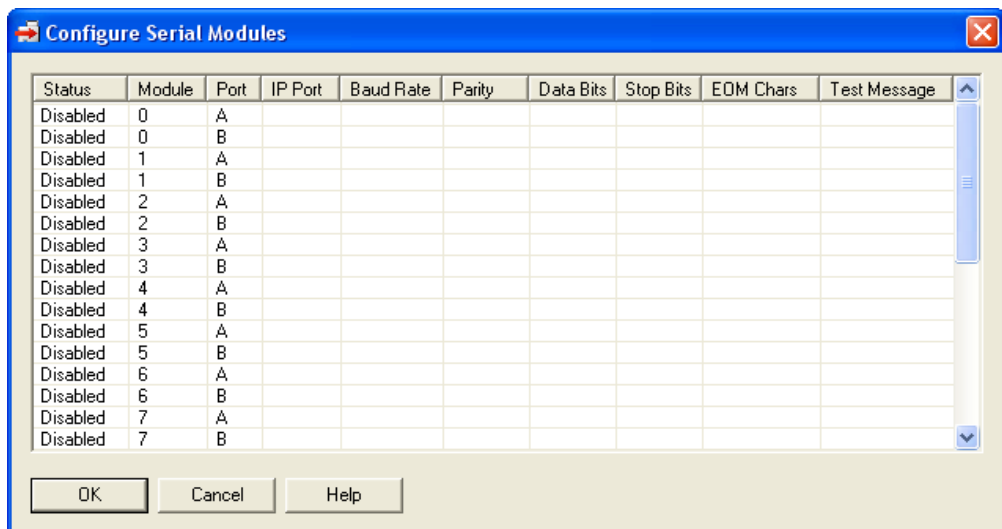 Configure Serial Modules
Status Module Port IP Port Baud Rate Parity Data Bits Stop Bits EOM Chars Test Message
Disabled 0 A
Disabled 0 B
Disabled 1 A
Disabled 1 B
Disabled 2 A
Disabled 2 B
Disabled 3 A
Disabled 3 B
Disabled 4 A
Disabled 4 B
Disabled 5 A
Disabled 5 B
Disabled 6 A
Disabled 6 B
Disabled 7 A
Disabled 7 B
OK Cancel Help